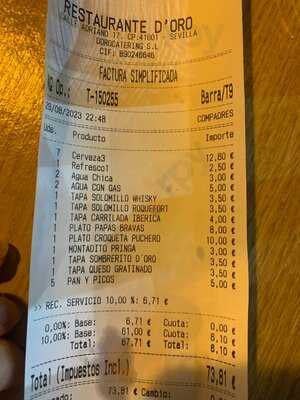 RESTAURANTE D'ORO
CALLE ADRIANO 17. CP:41001 - SEVILLA
DOROCATERING S.L
CIF: B90246646
FACTURA SIMPLIFICADA
Nº Op.: T-150255 Barra/T9
29/08/2023 22:48 COMPADRES
Uds. Producto Importe
7 Cerveza3 12,60 €
1 Refresco1 2,50 €
2 Agua Chica 3,00 €
2 AGUA CON GAS 5,00 €
1 TAPA SOLOMILLO WHISKY 3,50 €
1 TAPA SOLOMILLO ROQUEFORT 3,50 €
1 TAPA CARRILADA IBERICA 4,00 €
1 PLATO PAPAS BRAVAS 8,00 €
1 PLATO CROQUETA PUCHERO 10,00 €
1 MONTADITO PRINGA 3,00 €
1 TAPA SOMBRERITO D'ORO 3,50 €
1 TAPA QUESO GRATINADO 3,50 €
5 PAN Y PICOS 5,00 €
>> REC. SERVICIO 10,00 %: 6,71 €
0,00%: Base: 6,71 € Cuota: 0,00 €
10,00%: Base: 61,00 € Cuota: 6,10 €
Total: 67,71 € 6,10 €
Total (Impuestos Incl.) 73,81 €
73,81 € Cambio: